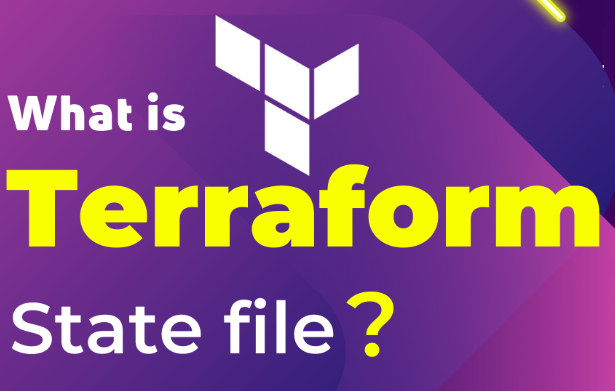 What is
Terraform
State file?